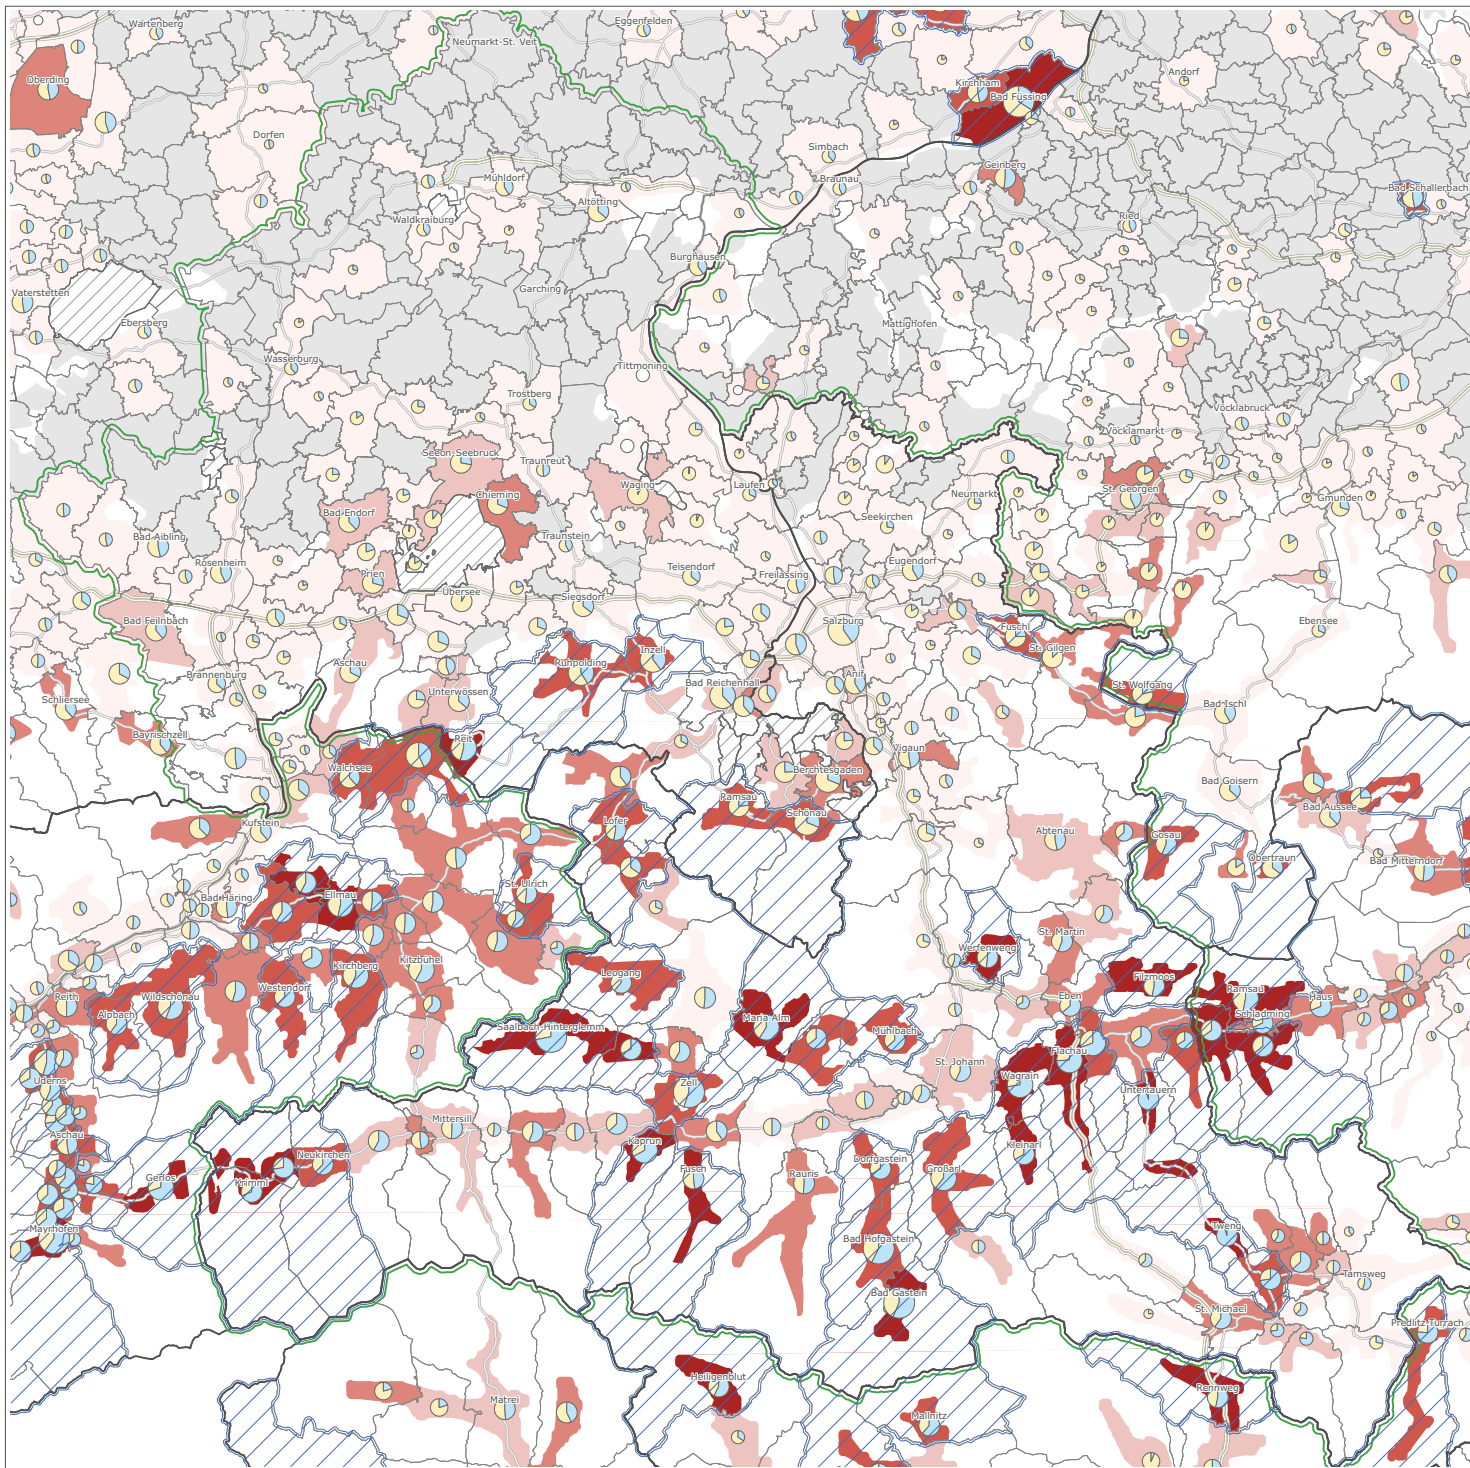 Wartenberg
Eggenfelden
Neumarkt-St. Veit
Oberding
Andorf
Kirchham
Bad Füssing
Dorfen
Simbach
Geinberg
Mühldorf
Braunau
Bad Schallerbach
Altötting
Waldkraiburg
Ried
Burghausen
Garching
Vaterstetten
Ebersberg
Mattighofen
Wasserburg
Tittmoning
Trostberg
Vöcklabruck
Vöcklamarkt
Seeon-Seebruck
Traunreut
Waging
Laufen
St. Georgen
Chieming
Neumarkt
Gmunden
Bad Endorf
Seekirchen
Bad Aibling
Traunstein
Rosenheim
Prien
Teisendorf
Freilassing
Eugendorf
Übersee
Siegsdorf
Bad Feilnbach
Salzburg
Fuschl
Ebensee
St. Gilgen
Inzell
Ruhpolding
Aschau
Brannenburg
Anif
Bad Reichenhall
St. Wolfgang
Unterwössen
Schliersee
Bad Ischl
Bayrischzell
Reit
Vigaun
Walchsee
Berchtesgaden
Bad Goisern
Ramsau
Bad Aussee
Schönau
Kufstein
Lofer
Abtenau
Gosau
Obertraun
Bad Mitterndorf
St. Ulrich
Ellmau
Bad Häring
St. Martin
Werfenweng
Kirchberg
Kitzbühel
Leogang
Filzmoos
Westendorf
Ramsau
Reith
Wildschönau
Eben
Haus
Alpbach
Schladming
Maria Alm
Saalbach-Hinterglemm
Mühlbach
Flachau
St. Johann
Wagrain
Uderns
Zell
Untertauern
Mittersill
Aschau
Kaprun
Kleinarl
Neukirchen
Dorfgastein
Großarl
Fusch
Rauris
Gerlos
Krimml
Mayrhofen
Tweng
Bad Hofgastein
Tamsweg
Bad Gastein
St. Michael
Predlitz-Turrach
Heiligenblut
Rennweg
Matrei
Mallnitz